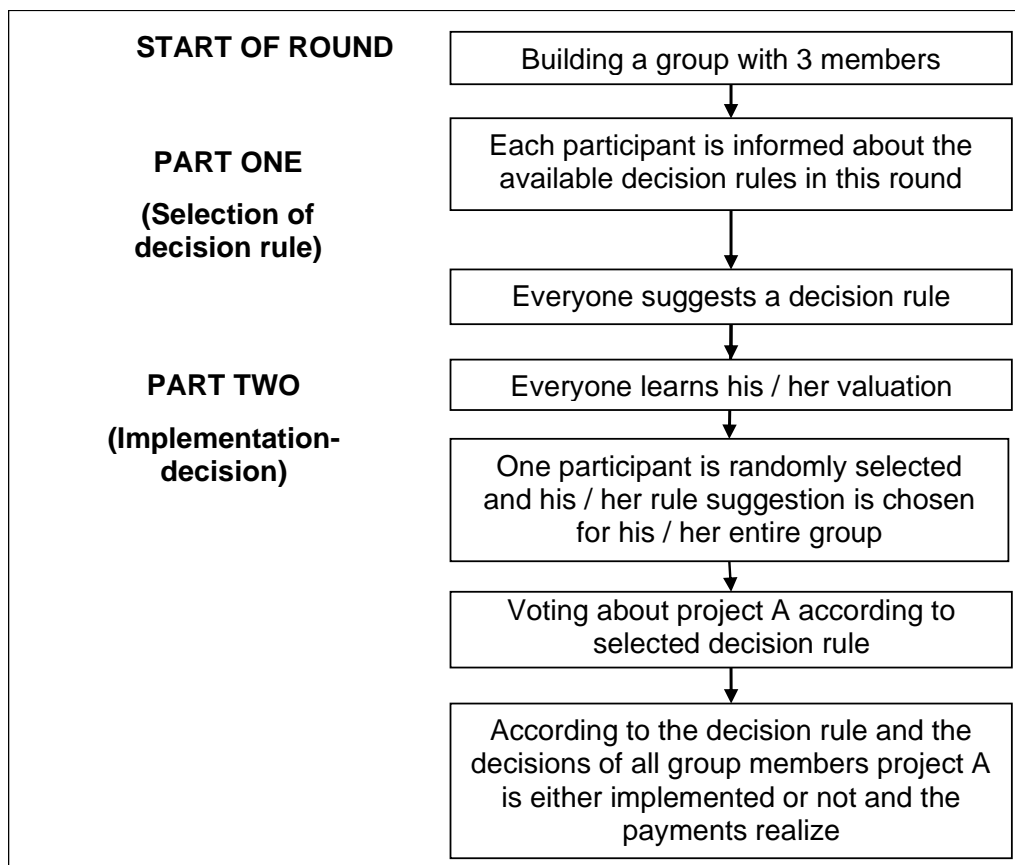 START OF ROUND
Building a group with 3 members
PART ONE
(Selection of
decision rule)
Each participant is informed about the
available decision rules in this round
Everyone suggests a decision rule
PART TWO
(Implementation-
decision)
Everyone learns his / her valuation
One participant is randomly selected
and his / her rule suggestion is chosen
for his / her entire group
Voting about project A according to
selected decision rule
According to the decision rule and the
decisions of all group members project A
is either implemented or not and the
payments realize